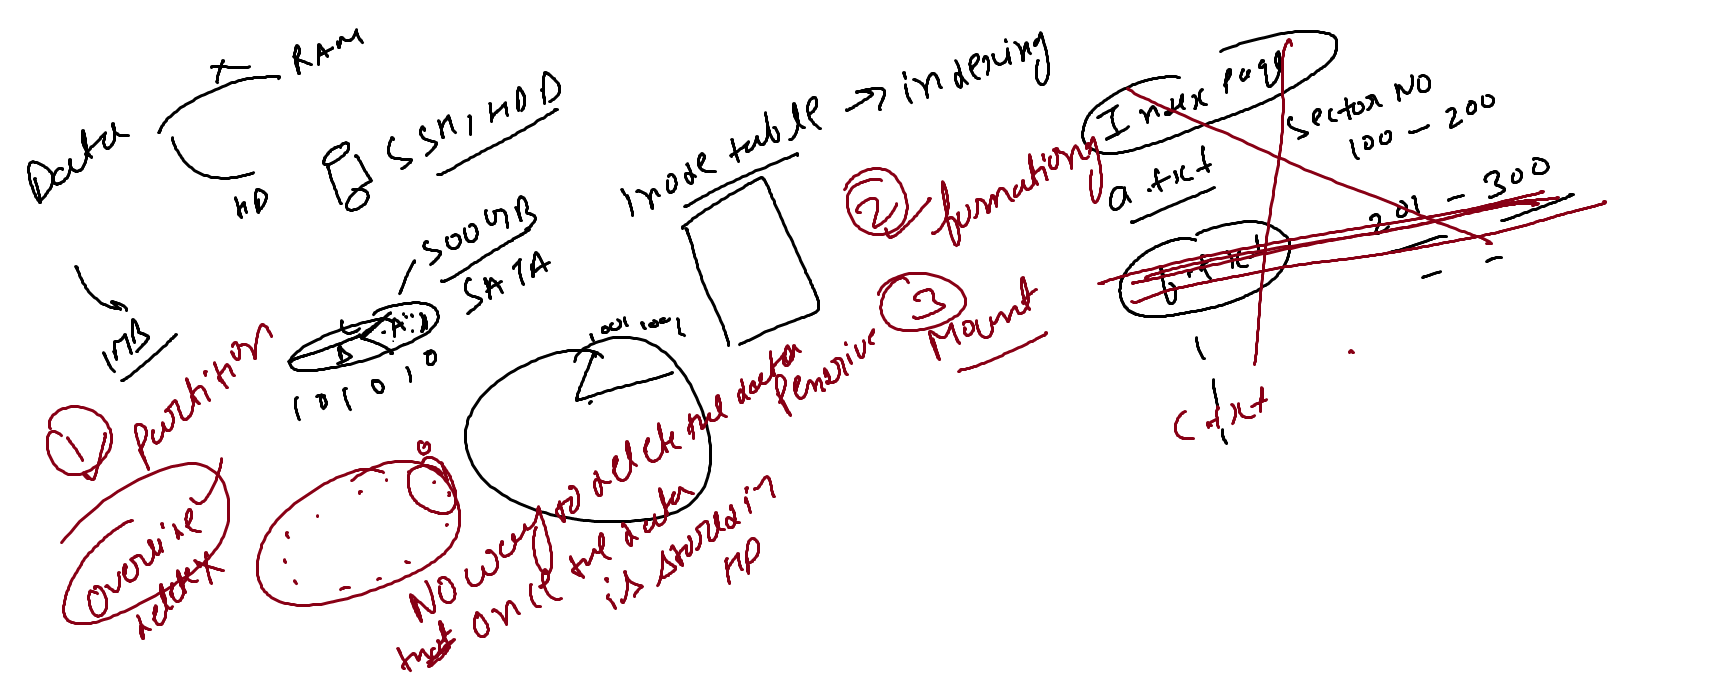 Data
x
RAM
HD
SSD, HDD
500GB
SATA
1MB
A
1 0 1 0 1 0
1001 1001
Inode table → indexing
1 Partition
overwrite
delete x
No way to delete the data
that once the data
is stored in
HD
Pendrive
2 formating
3 Mount
Index page
Sector NO
a.txt 100 - 200
b.txt 201 - 300
c.txt